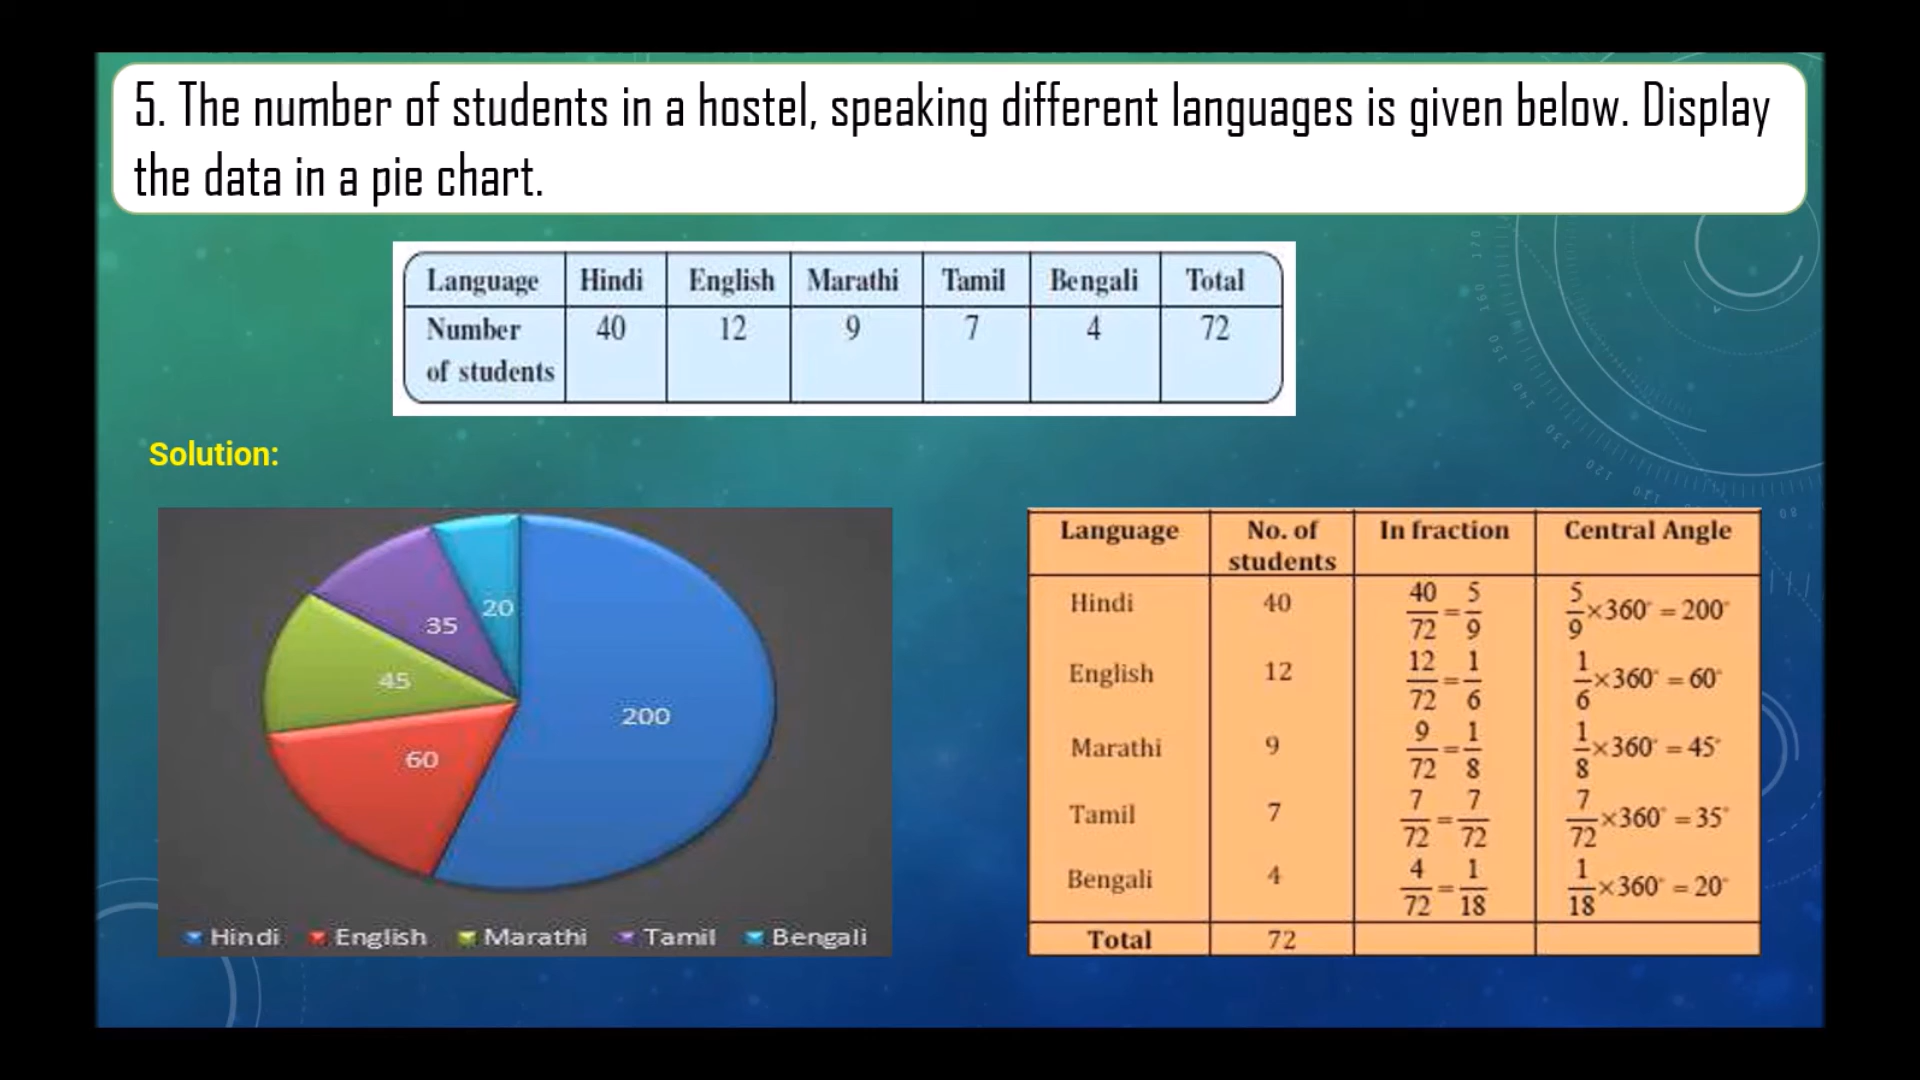 5. The number of students in a hostel, speaking different languages is given below. Display
the data in a pie chart.
Language Hindi English Marathi Tamil Bengali Total
Number 40 12 9 7 4 72
of students
Solution:
200
60
45
35
20
Hindi English Marathi Tamil Bengali
Language No. of students In fraction Central Angle
Hindi 40 40/72 = 5/9 5/9 ×360° = 200°
English 12 12/72 = 1/6 1/6 ×360° = 60°
Marathi 9 9/72 = 1/8 1/8 ×360° = 45°
Tamil 7 7/72 = 7/72 7/72 ×360° = 35°
Bengali 4 4/72 = 1/18 1/18 ×360° = 20°
Total 72